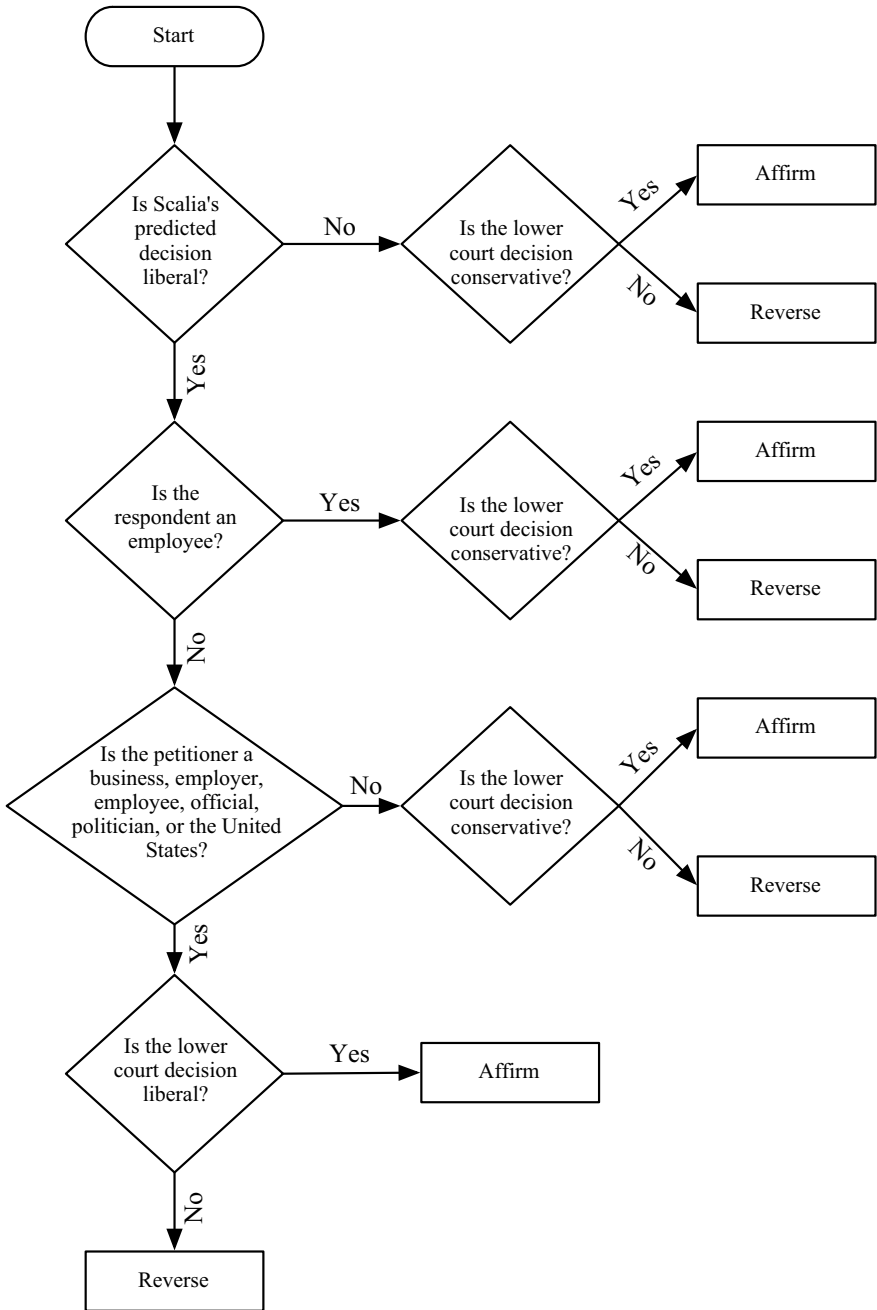 Start
Is Scalia's
predicted
decision
liberal?
No
Is the lower
court decision
conservative?
Yes
Affirm
No
Reverse
Yes
Is the
respondent an
employee?
Yes
Is the lower
court decision
conservative?
Yes
Affirm
No
Reverse
No
Is the petitioner a
business, employer,
employee, official,
politician, or the United
States?
No
Is the lower
court decision
conservative?
Yes
Affirm
No
Reverse
Yes
Is the lower
court decision
liberal?
Yes
Affirm
No
Reverse